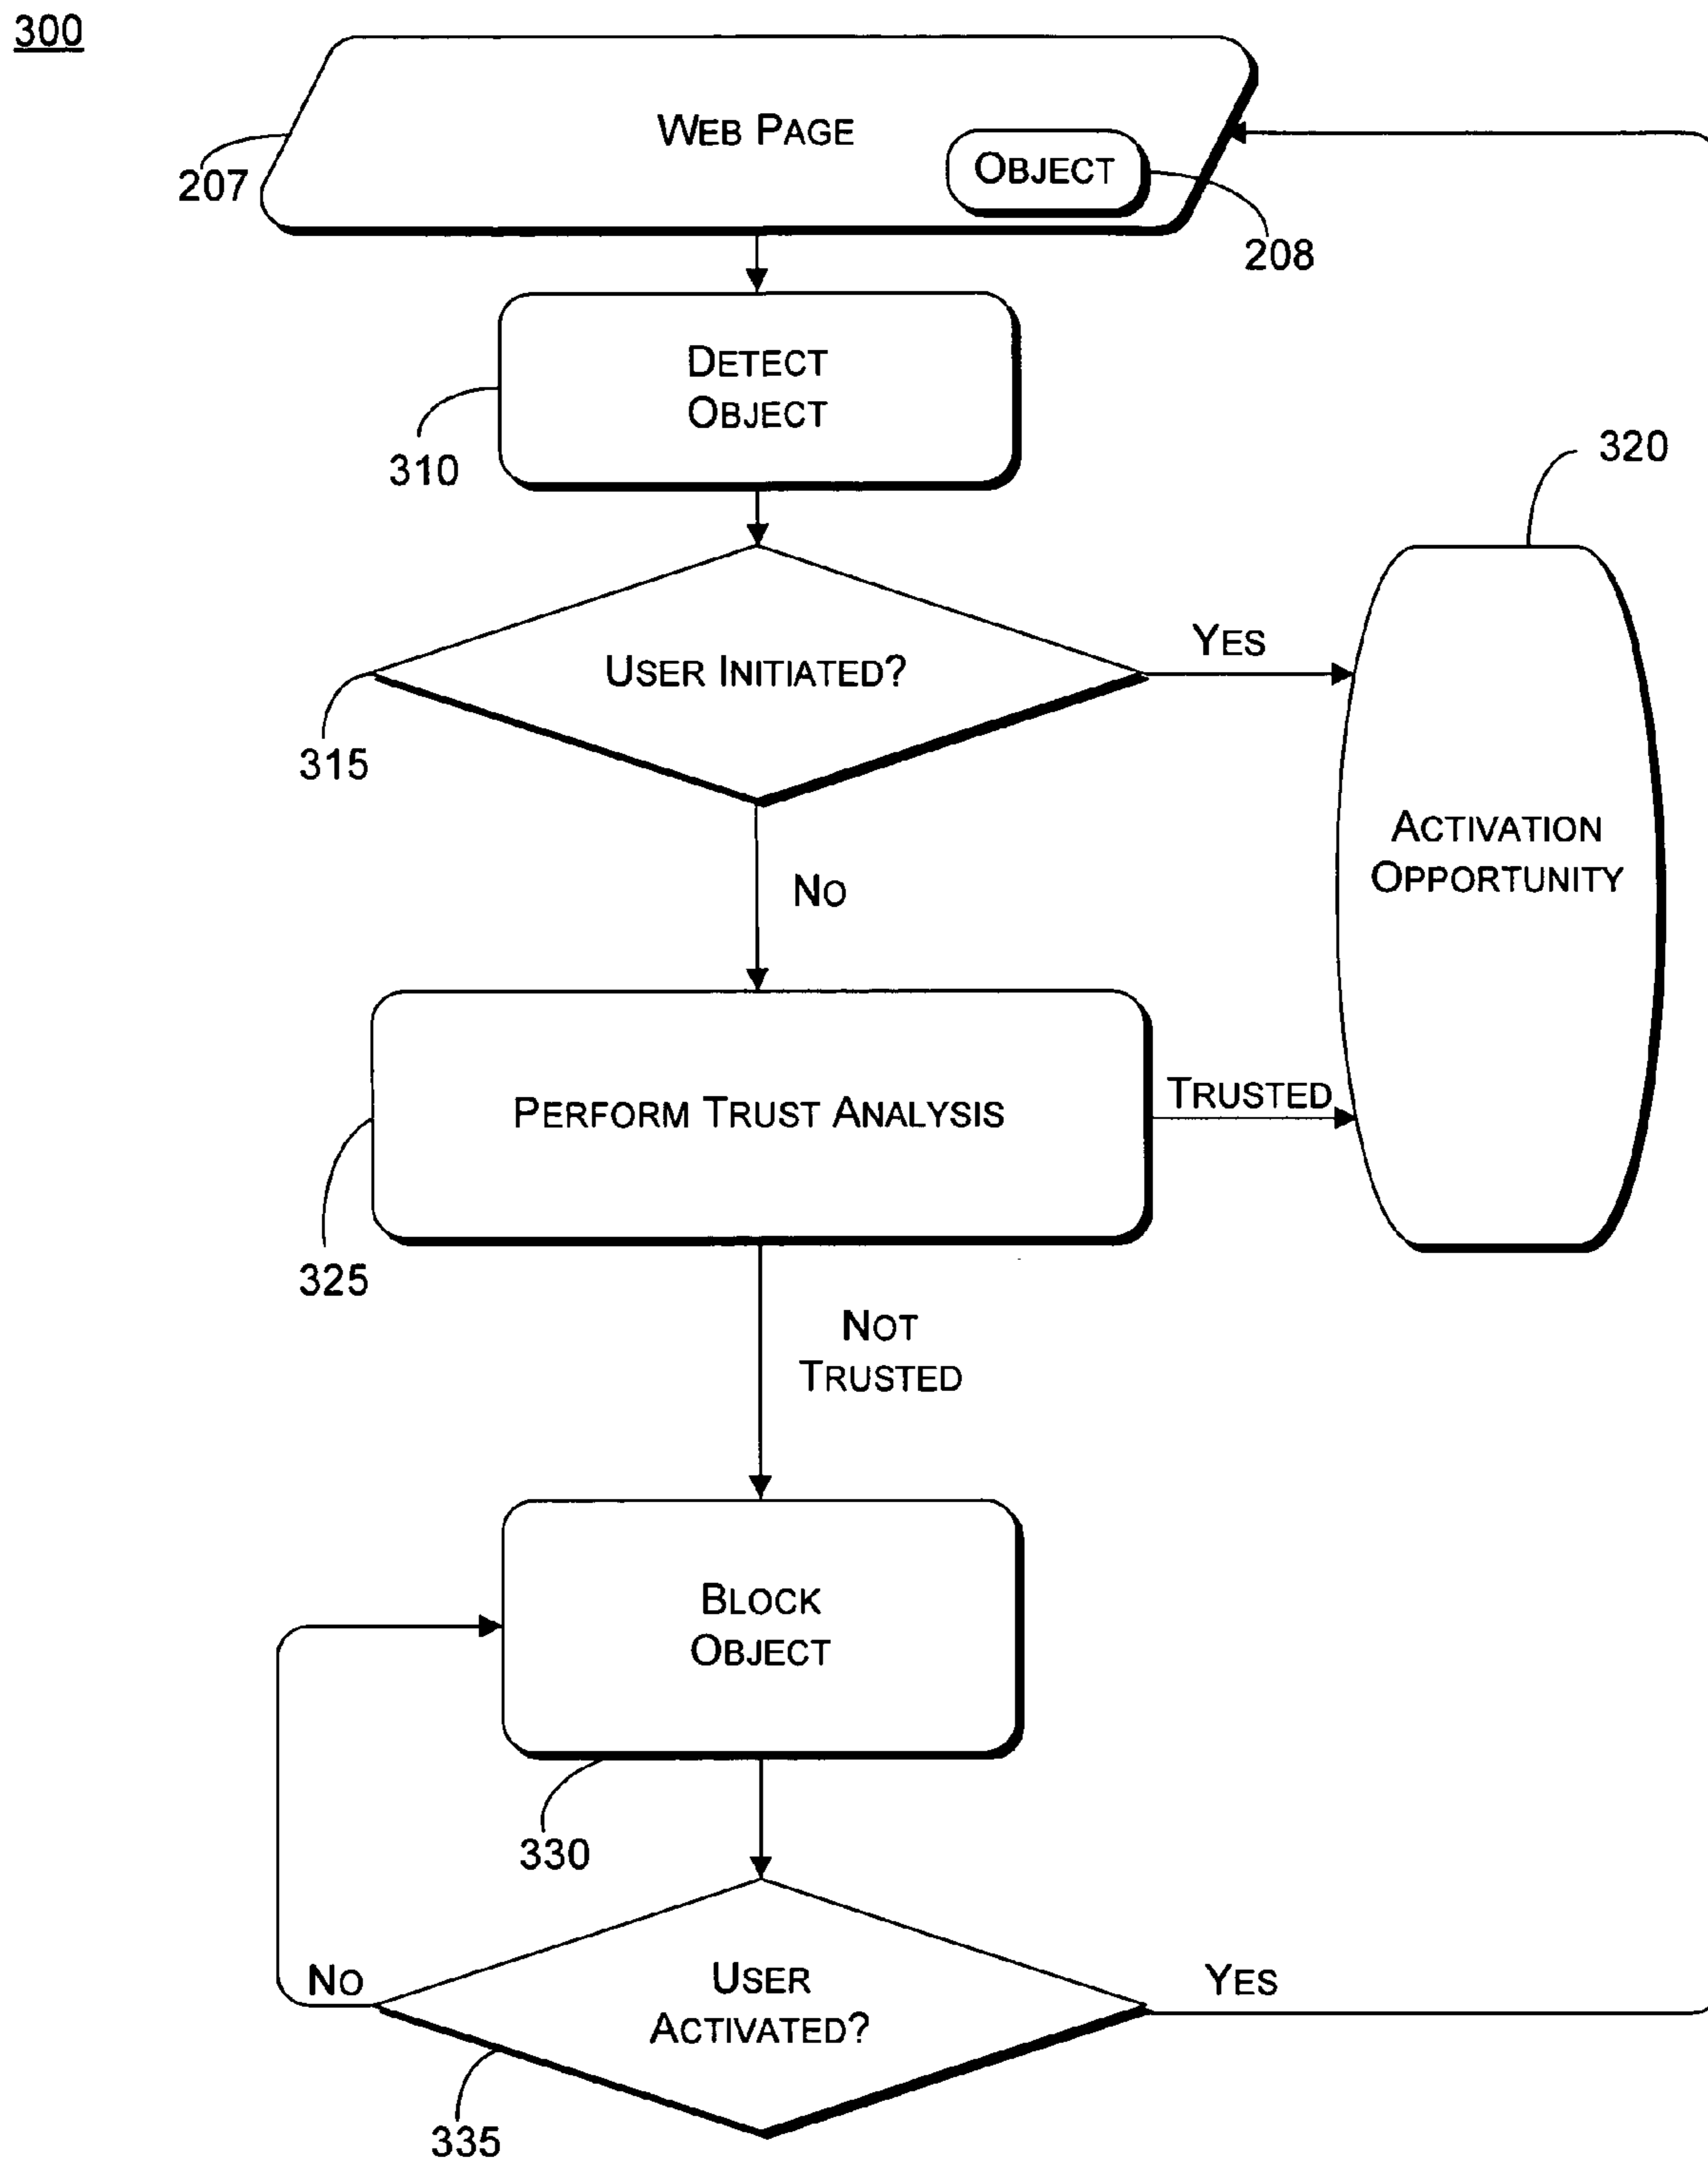 300
WEB PAGE
OBJECT
207
208
DETECT
OBJECT
310
320
YES
USER INITIATED?
315
ACTIVATION
OPPORTUNITY
NO
TRUSTED
PERFORM TRUST ANALYSIS
325
NOT
TRUSTED
BLOCK
OBJECT
330
NO
USER
ACTIVATED?
YES
335